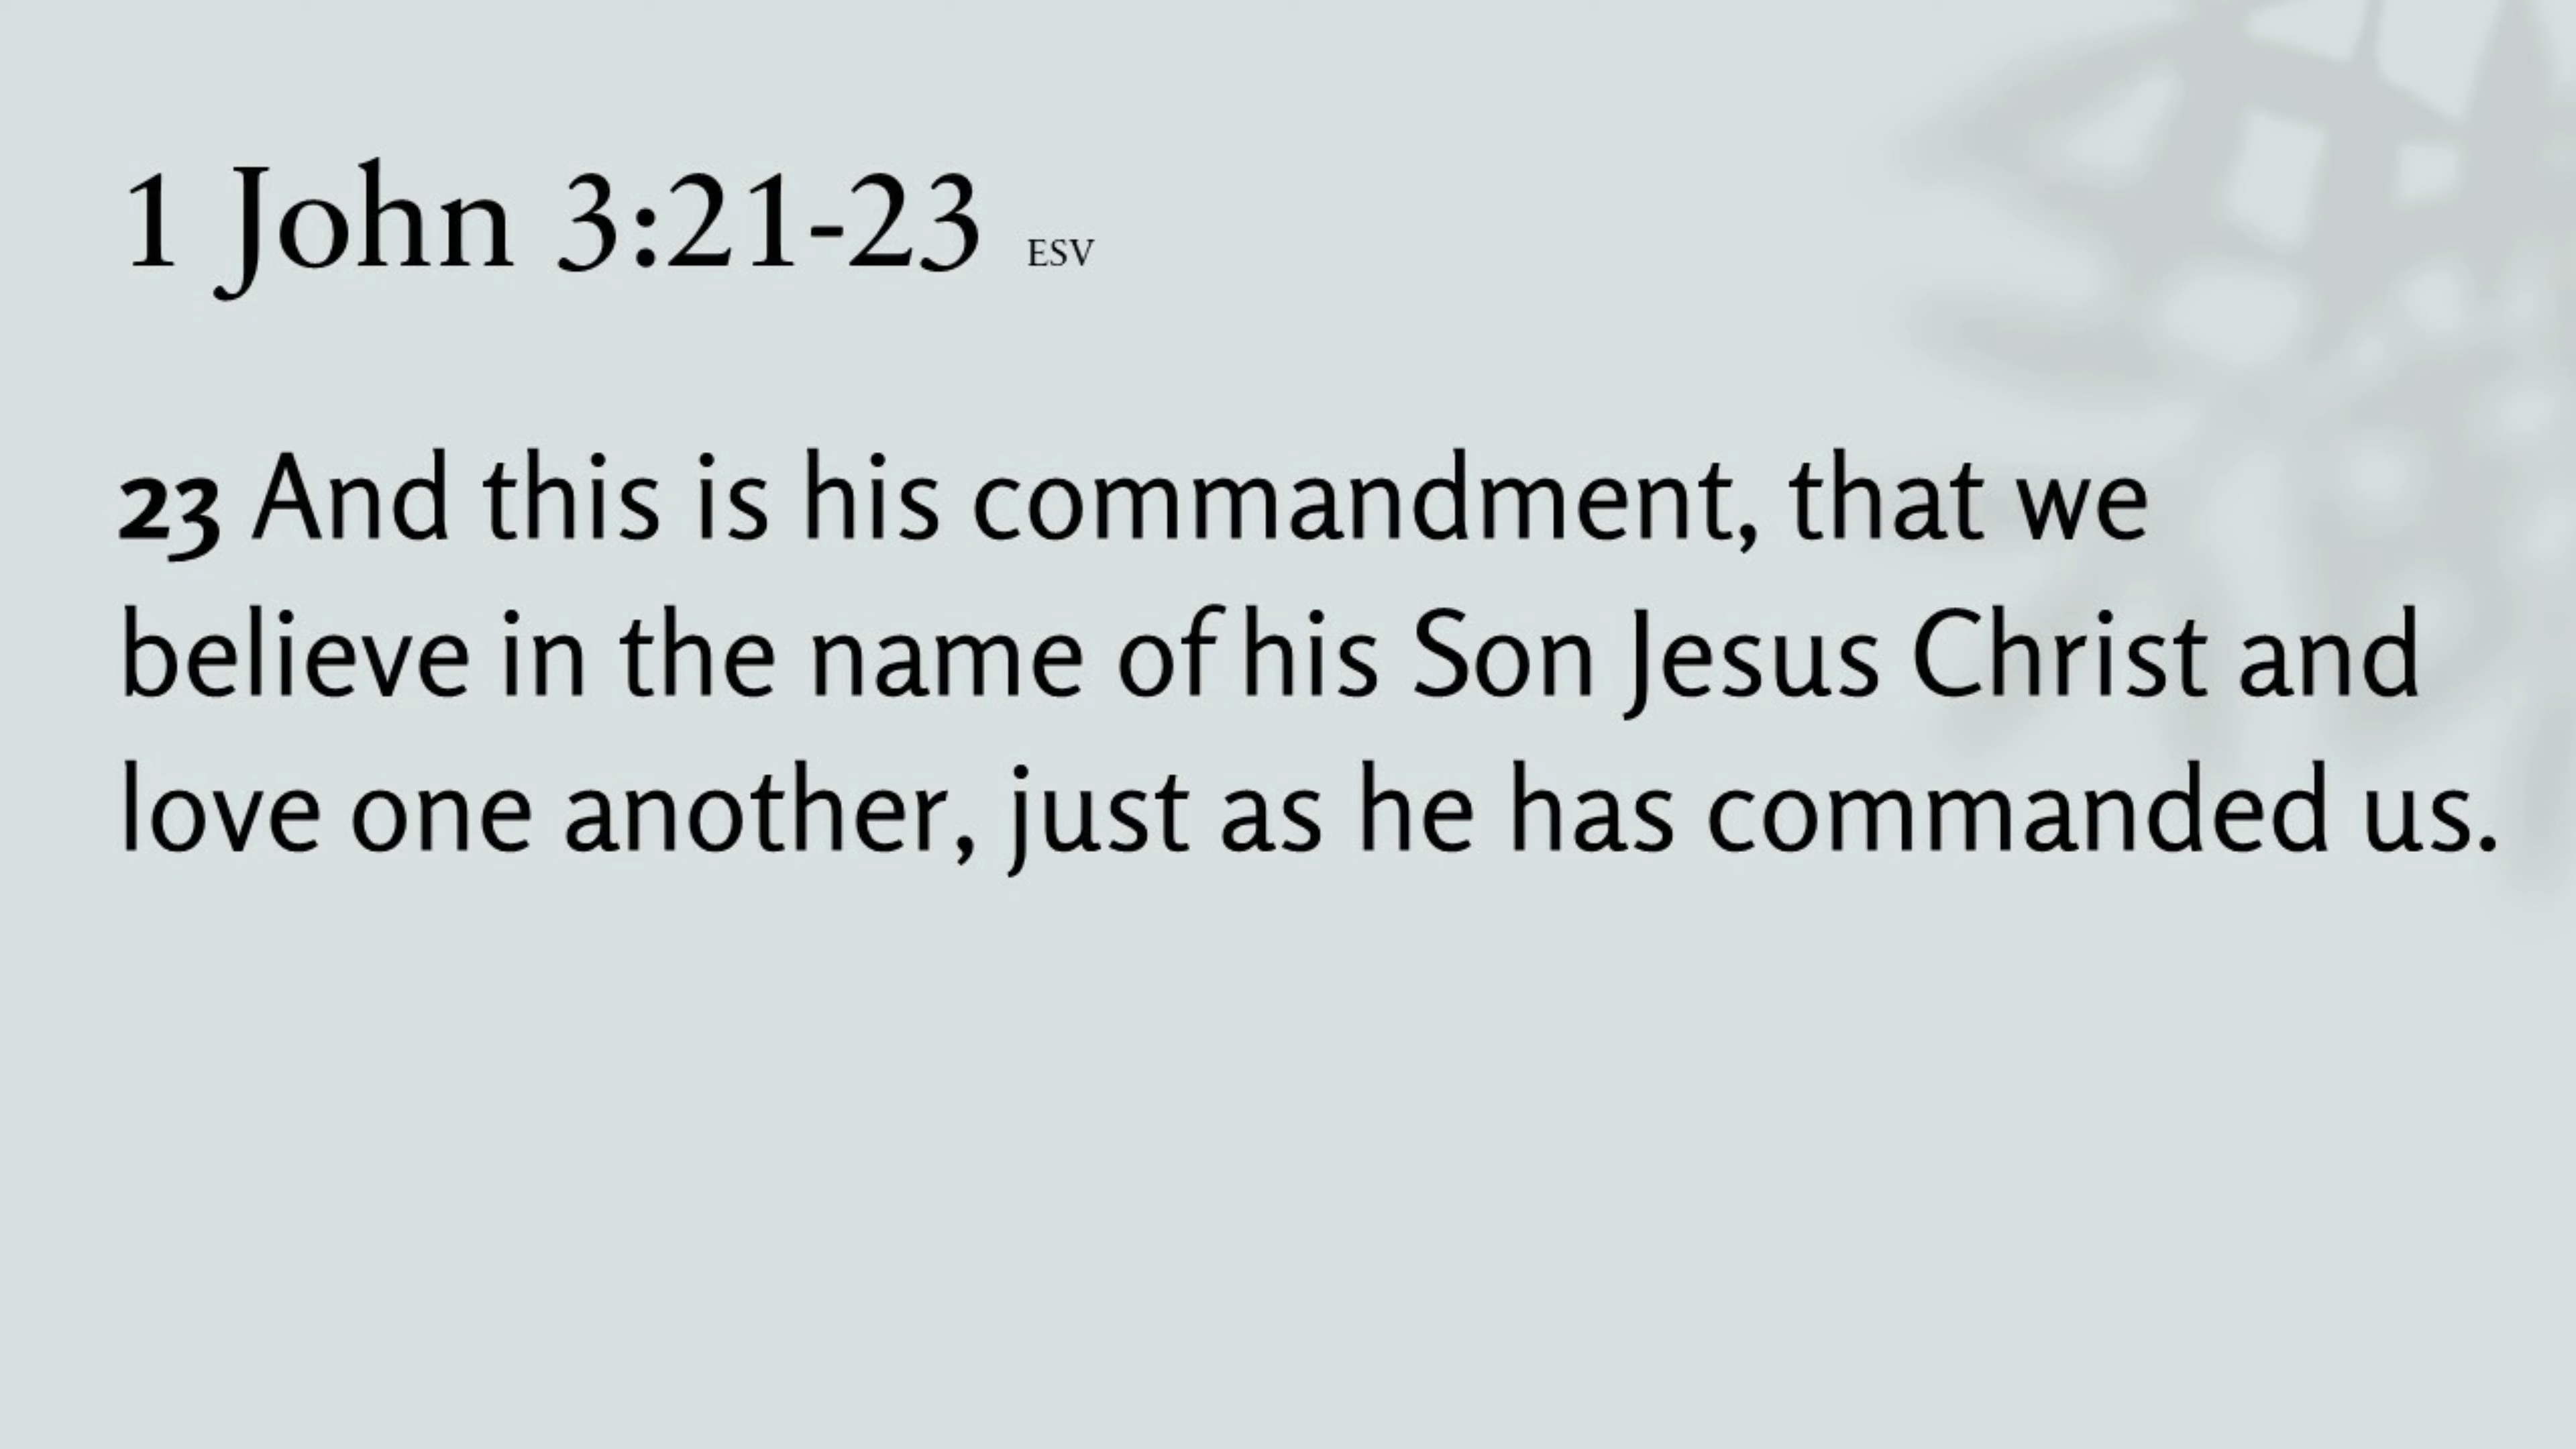 1 John 3:21-23 ESV
23 And this is his commandment, that we
believe in the name of his Son Jesus Christ and
love one another, just as he has commanded us.